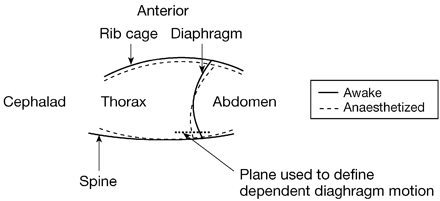 Anterior
Rib cage Diaphragm
Cephalad Thorax Abdomen
Awake
Anaesthetized
Spine
Plane used to define
dependent diaphragm motion